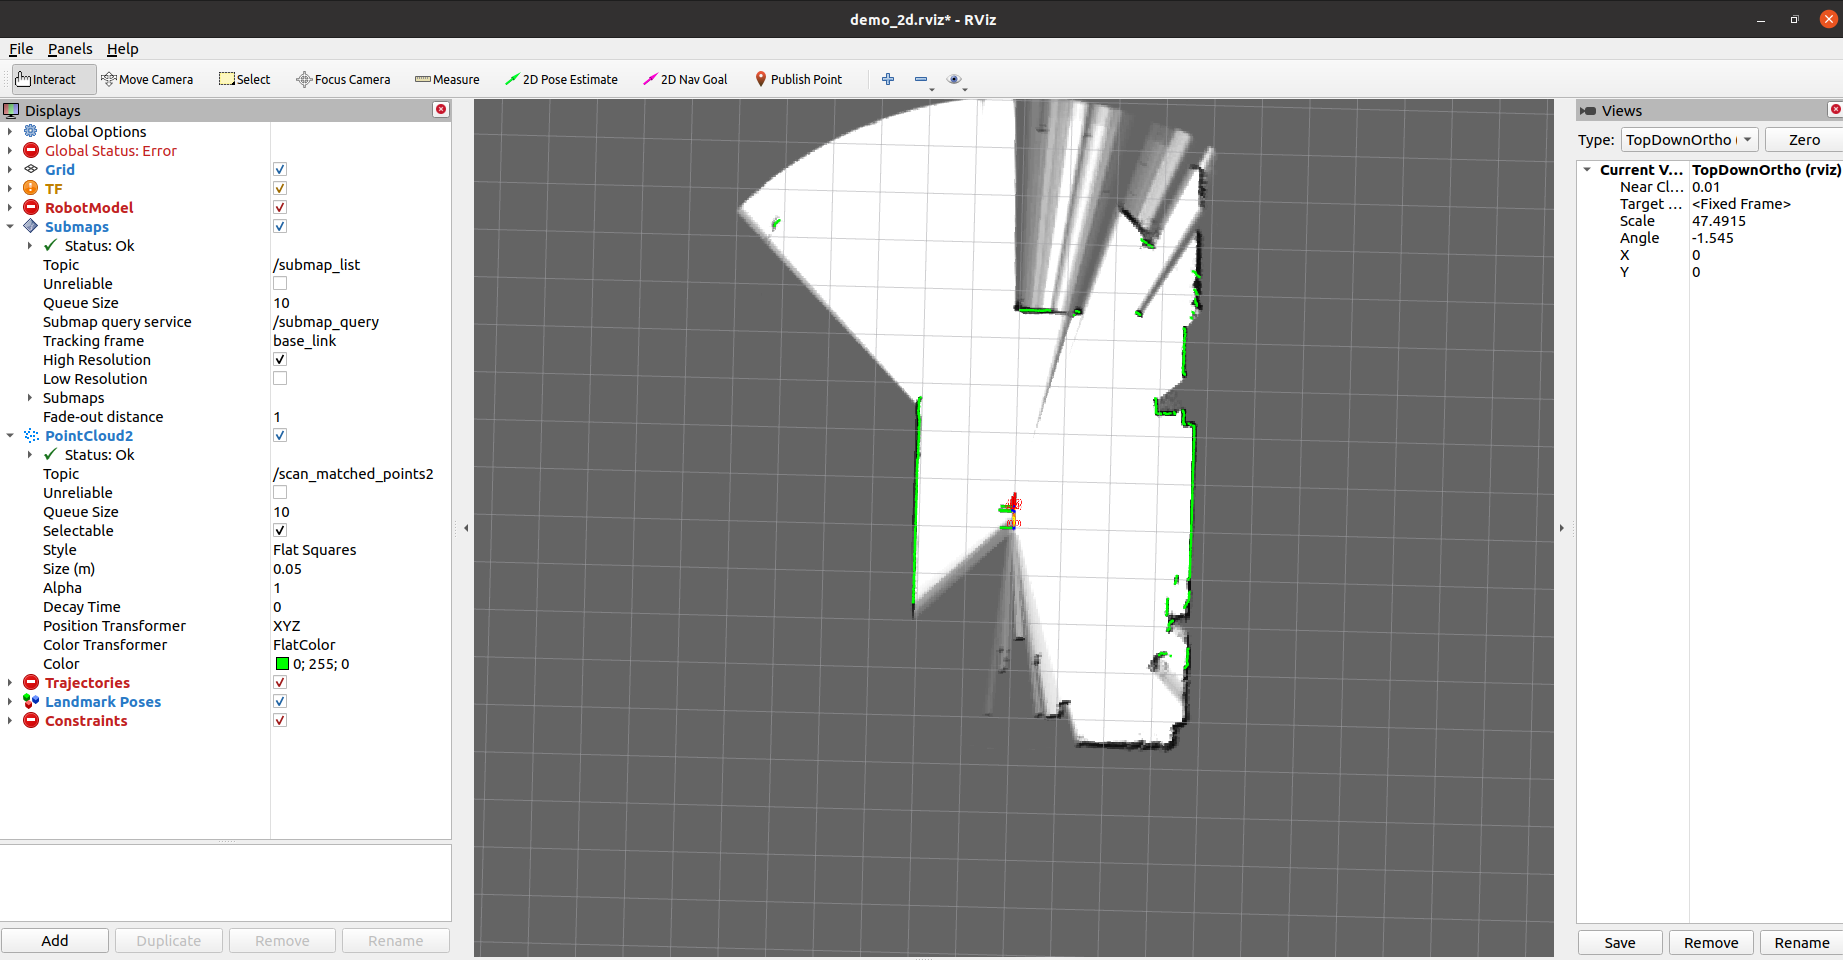 demo_2d.rviz* - RViz
File Panels Help
Interact Move Camera Select Focus Camera Measure 2D Pose Estimate 2D Nav Goal Publish Point
Displays
Global Options
Global Status: Error
Grid
TF
RobotModel
Submaps
Status: Ok
Topic /submap_list
Unreliable
Queue Size 10
Submap query service /submap_query
Tracking frame base_link
High Resolution
Low Resolution
Submaps
Fade-out distance 1
PointCloud2
Status: Ok
Topic /scan_matched_points2
Unreliable
Queue Size 10
Selectable
Style Flat Squares
Size (m) 0.05
Alpha 1
Decay Time 0
Position Transformer XYZ
Color Transformer FlatColor
Color 0; 255; 0
Trajectories
Landmark Poses
Constraints
Add Duplicate Remove Rename
Views
Type: TopDownOrtho ( Zero
Current V... TopDownOrtho (rviz)
Near Cl... 0.01
Target ... <Fixed Frame>
Scale 47.4915
Angle -1.545
X 0
Y 0
Save Remove Rename